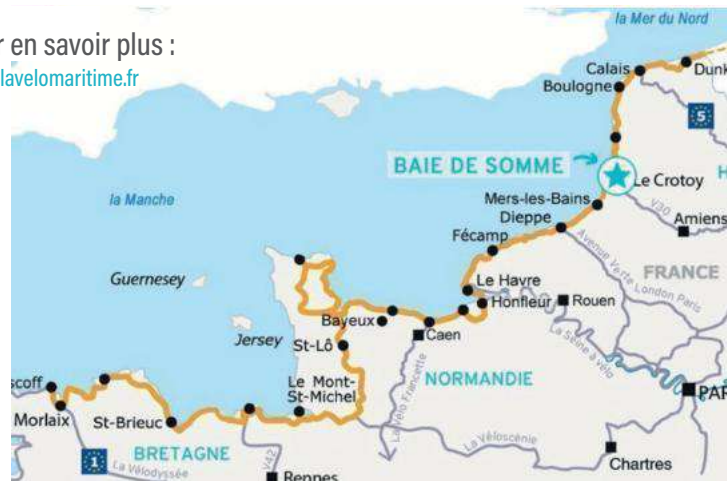 la Mer du Nord
r en savoir plus :
lavelomaritime.fr
Calais
Dunk
Boulogne
5
BAIE DE SOMME
H
Le Crotoy
la Manche
Mers-les-Bains
V30
Dieppe
Amiens
Fécamp
Avenue Verte London Paris
FRANCE
Guernesey
Le Havre
Honfleur
Rouen
Bayeux
Jersey
Caen
La Seine à vélo
St-Lô
Le Mont-
St-Michel
La Vélo Francette
NORMANDIE
scoff
PAR
Morlaix
St-Brieuc
La Véloscénie
BRETAGNE
V42
Chartres
1
La Vélodyssée
Rennes